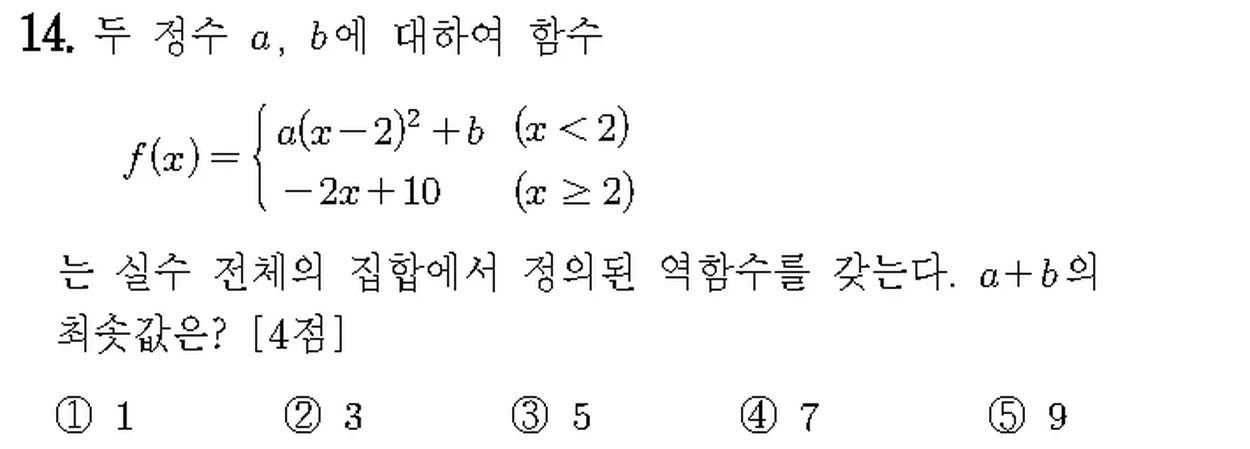 14. 두 정수 a, b에 대하여 함수
f(x) = { a(x-2)² + b (x < 2)
-2x+10 (x ≥ 2)
는 실수 전체의 집합에서 정의된 역함수를 갖는다. a+b의
최솟값은? [4점]
① 1 ② 3 ③ 5 ④ 7 ⑤ 9